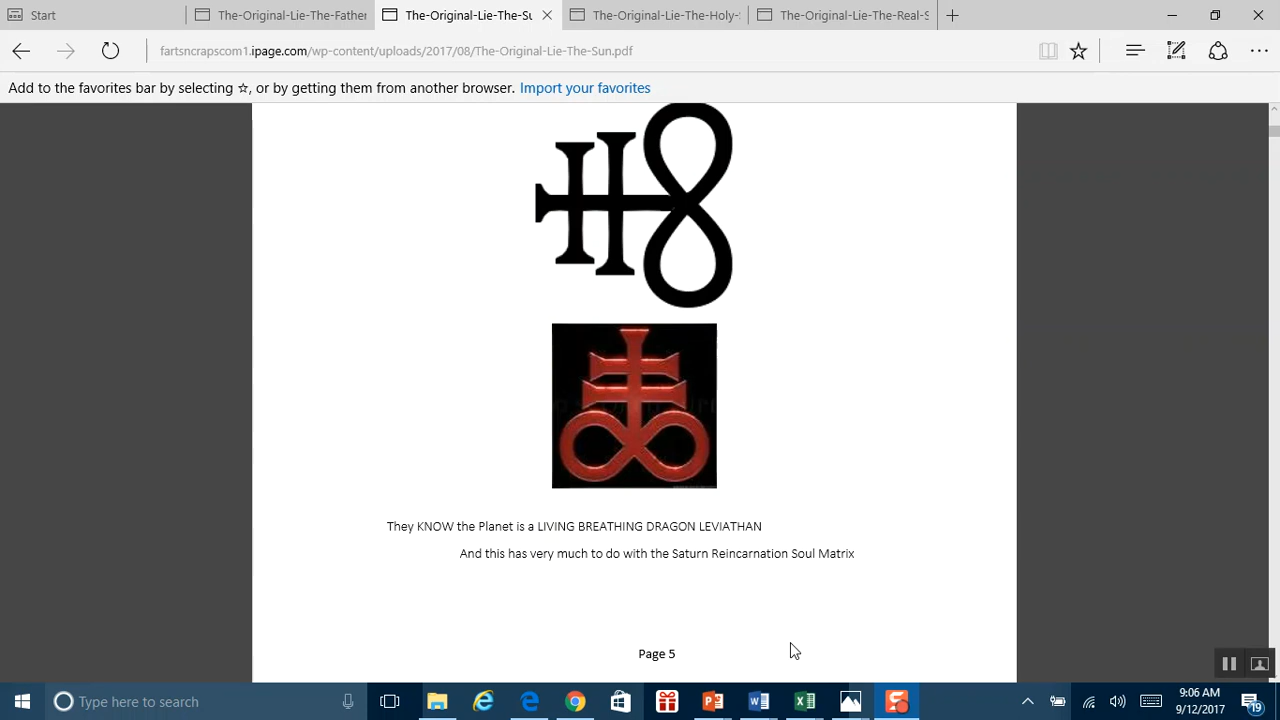 Start
The-Original-Lie-The-Father
The-Original-Lie-The-Su
The-Original-Lie-The-Holy-
The-Original-Lie-The-Real-S
fartsncrapscom1.ipage.com/wp-content/uploads/2017/08/The-Original-Lie-The-Sun.pdf
Add to the favorites bar by selecting ☆, or by getting them from another browser. Import your favorites
They KNOW the Planet is a LIVING BREATHING DRAGON LEVIATHAN
And this has very much to do with the Saturn Reincarnation Soul Matrix
Page 5
Type here to search
9:06 AM
9/12/2017
19